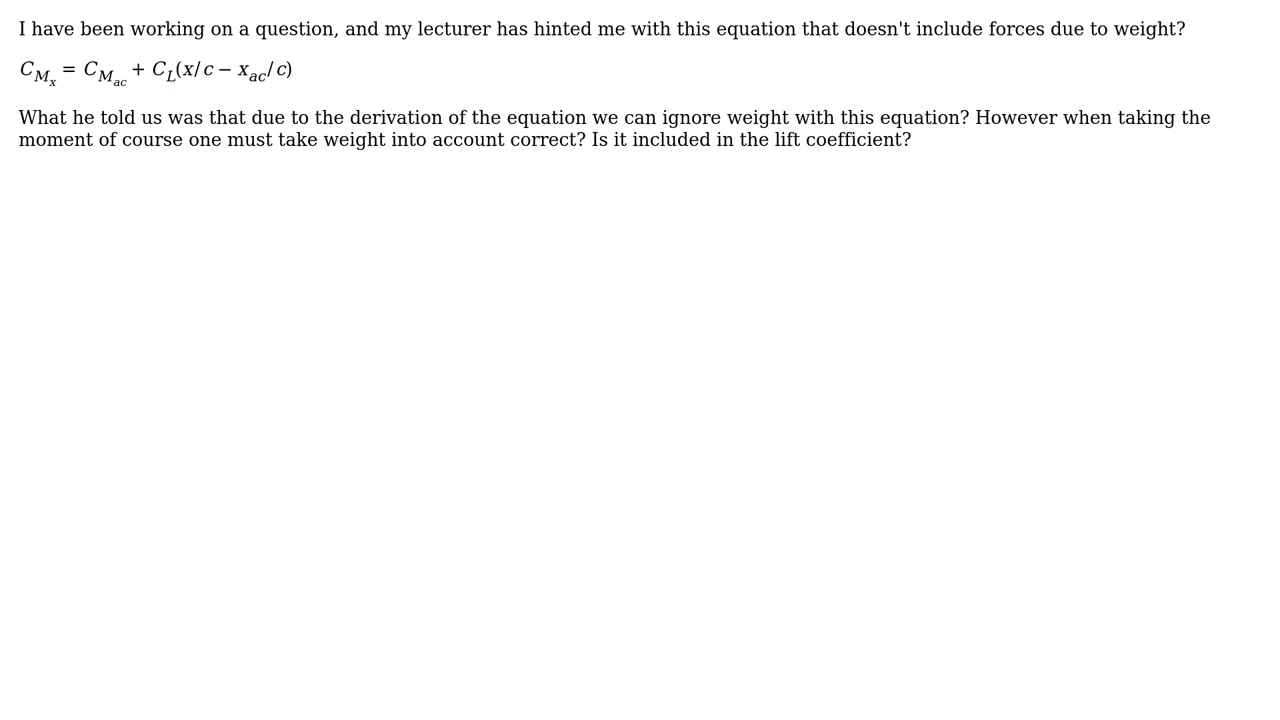 I have been working on a question, and my lecturer has hinted me with this equation that doesn't include forces due to weight?
C_{M_x} = C_{M_{ac}} + C_L(x/c − x_{ac}/c)
What he told us was that due to the derivation of the equation we can ignore weight with this equation? However when taking the
moment of course one must take weight into account correct? Is it included in the lift coefficient?